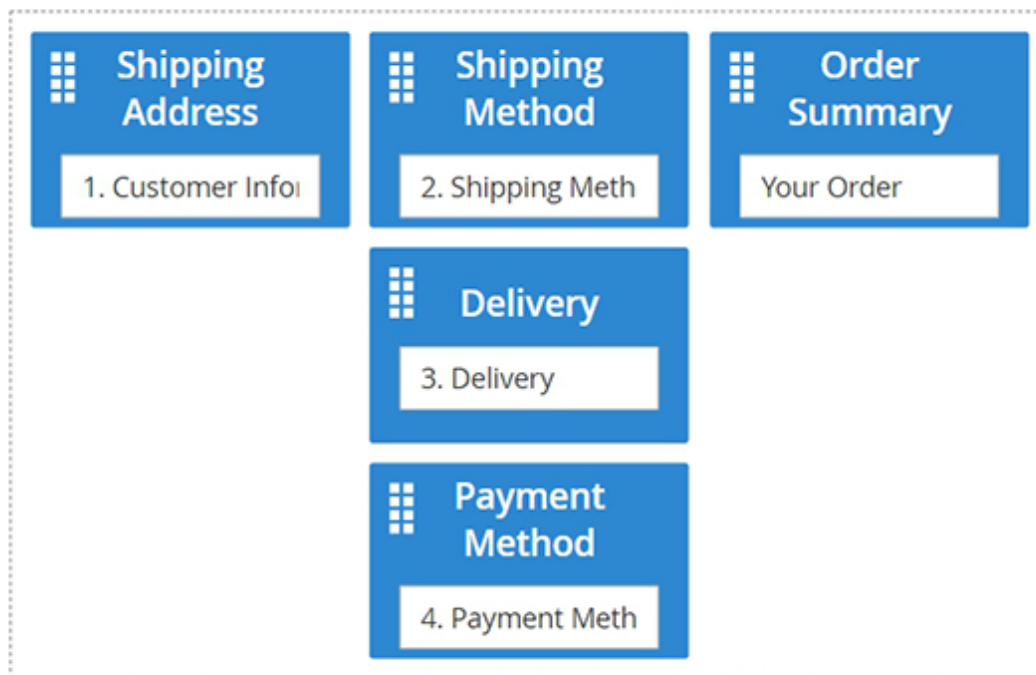 Shipping
Address
1. Customer Infor
Shipping
Method
2. Shipping Meth
Order
Summary
Your Order
Delivery
3. Delivery
Payment
Method
4. Payment Meth